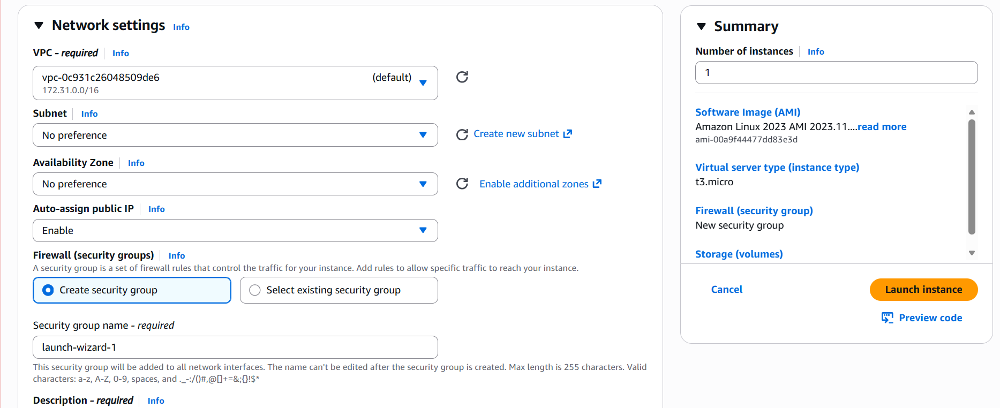 Network settings Info
VPC - required Info
vpc-0c931c26048509de6 (default)
172.31.0.0/16
Subnet Info
No preference
Create new subnet
Availability Zone Info
No preference
Enable additional zones
Auto-assign public IP Info
Enable
Firewall (security groups) Info
A security group is a set of firewall rules that control the traffic for your instance. Add rules to allow specific traffic to reach your instance.
Create security group
Select existing security group
Security group name - required
launch-wizard-1
This security group will be added to all network interfaces. The name can't be edited after the security group is created. Max length is 255 characters. Valid
characters: a-z, A-Z, 0-9, spaces, and ._-:/()#,@[]+=&;{}!$*
Description - required Info
Summary
Number of instances Info
1
Software Image (AMI)
Amazon Linux 2023 AMI 2023.11....read more
ami-00a9f44477dd83e3d
Virtual server type (instance type)
t3.micro
Firewall (security group)
New security group
Storage (volumes)
Cancel
Launch instance
Preview code